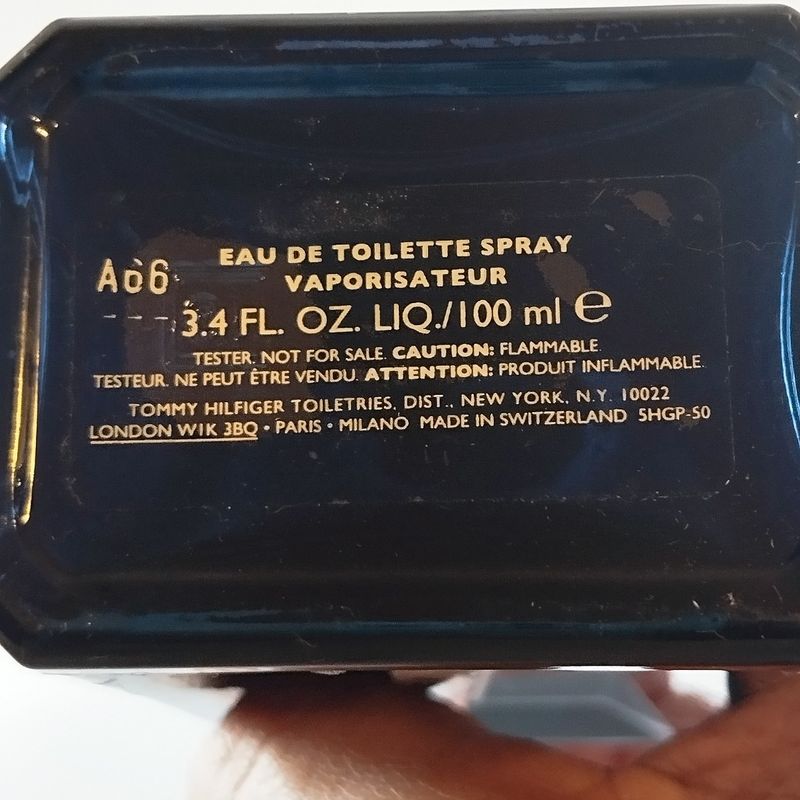 EAU DE TOILETTE SPRAY
VAPORISATEUR
A06
3.4 FL. OZ. LIQ./100 ml ℮
TESTER. NOT FOR SALE. CAUTION: FLAMMABLE.
TESTEUR. NE PEUT ÊTRE VENDU. ATTENTION: PRODUIT INFLAMMABLE.
TOMMY HILFIGER TOILETRIES, DIST., NEW YORK, N.Y. 10022
LONDON W1K 3BQ • PARIS • MILANO MADE IN SWITZERLAND 5HGP-50